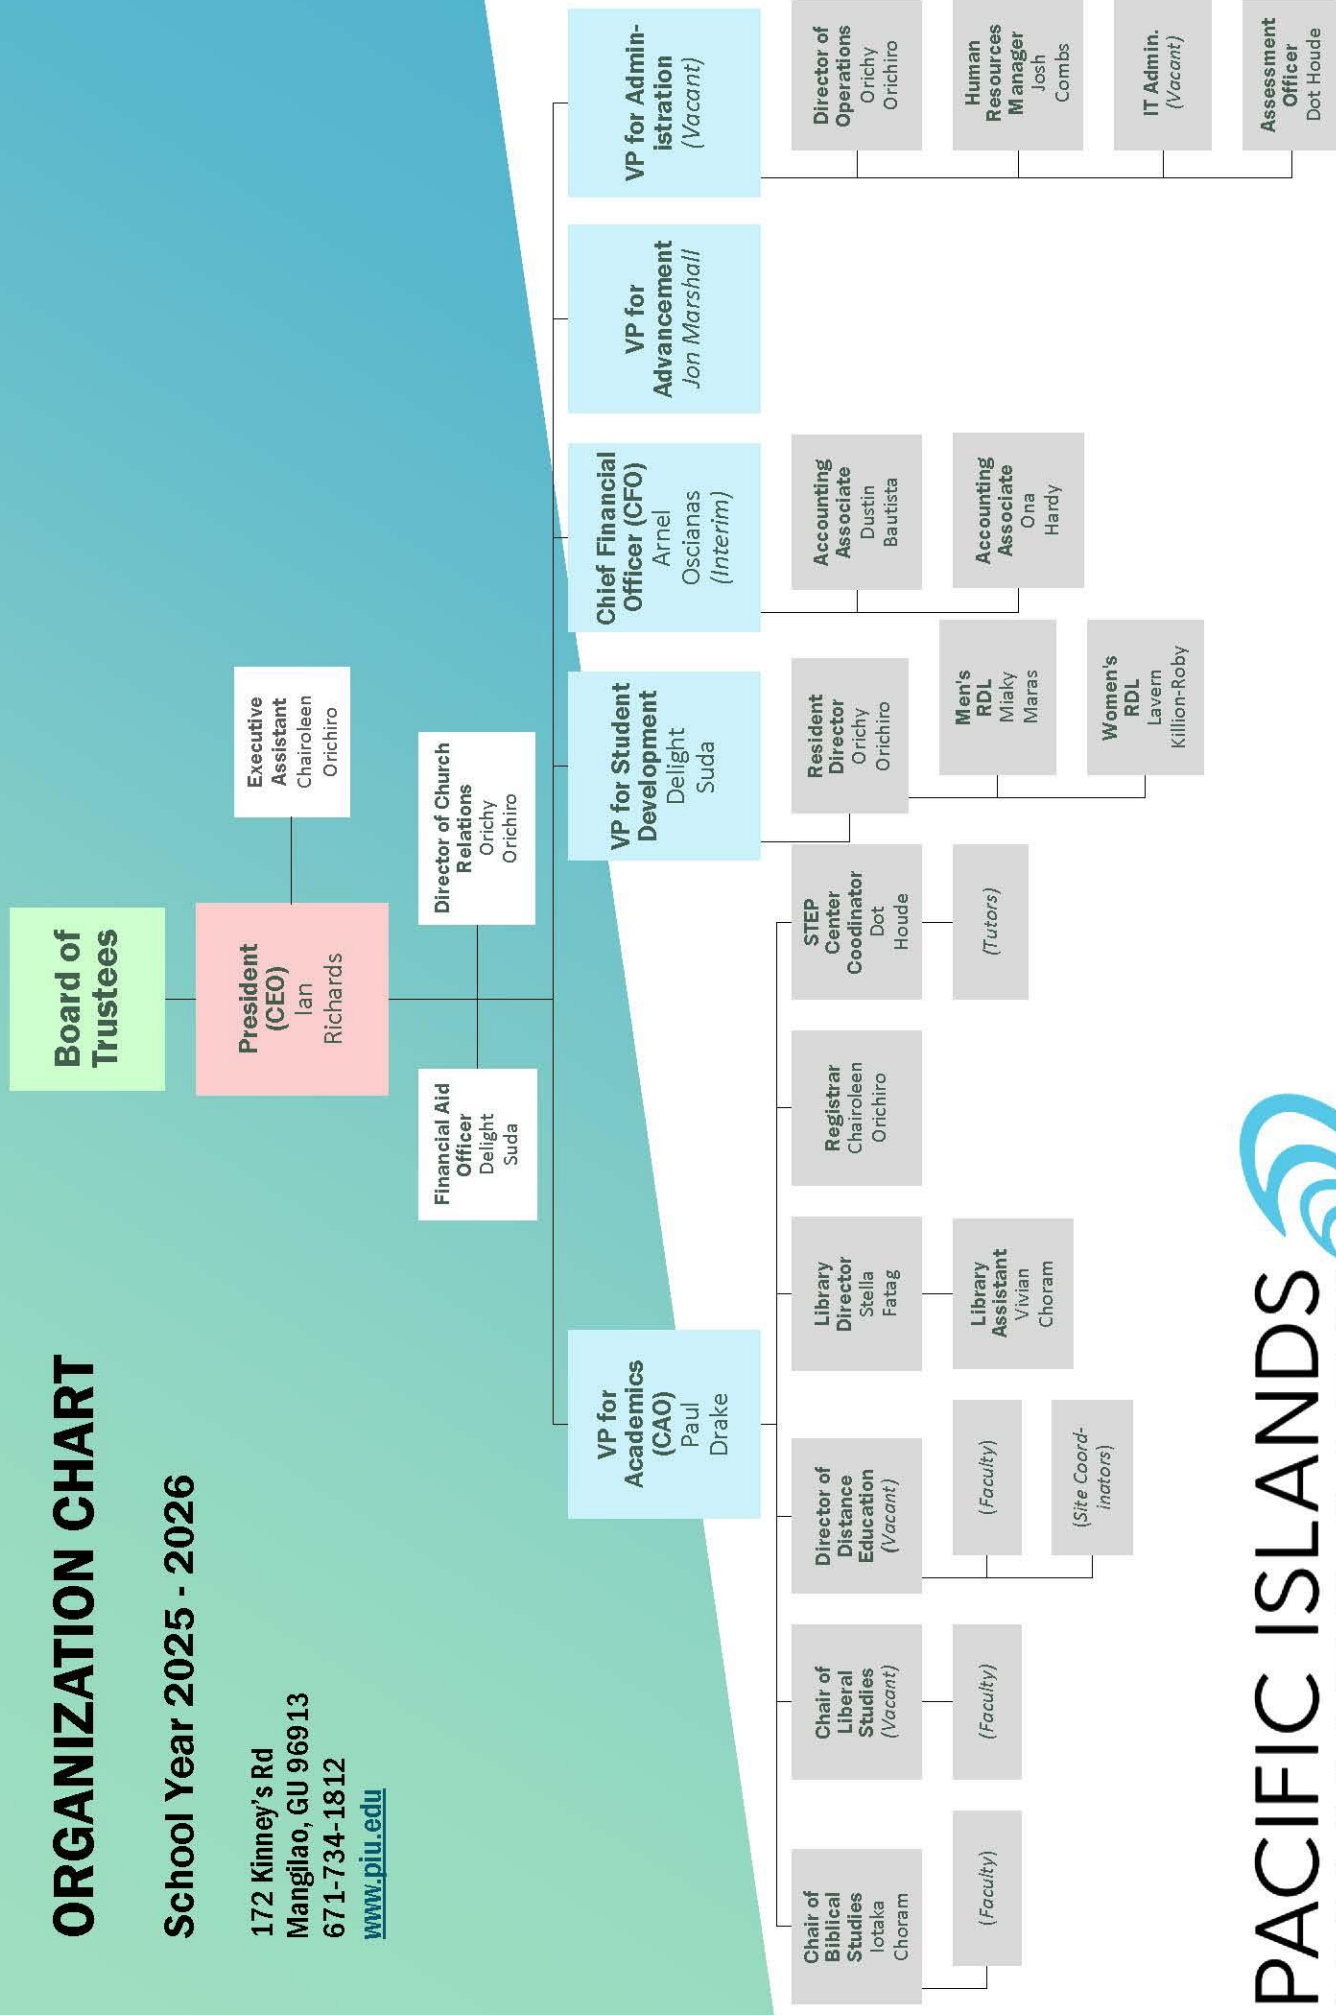 ORGANIZATION CHART
School Year 2025 - 2026
172 Kinney's Rd
Mangilao, GU 96913
671-734-1812
www.piu.edu
Board of
Trustees
President
(CEO)
Ian
Richards
Executive
Assistant
Chairoleen
Orichiro
Financial Aid
Officer
Delight
Suda
Director of Church
Relations
Orichy
Orichiro
VP for
Academics
(CAO)
Paul
Drake
VP for Student
Development
Delight
Suda
Chief Financial
Officer (CFO)
Arnel
Oscianas
(Interim)
VP for
Advancement
Jon Marshall
VP for Admin-
istration
(Vacant)
Chair of
Biblical
Studies
Iotaka
Choram
(Faculty)
Chair of
Liberal
Studies
(Vacant)
(Faculty)
Director of
Distance
Education
(Vacant)
(Faculty)
(Site Coord-
inators)
Library
Director
Stella
Fatag
Library
Assistant
Vivian
Choram
Registrar
Chairoleen
Orichiro
STEP
Center
Coodinator
Dot
Houde
(Tutors)
Resident
Director
Orichy
Orichiro
Men's
RDL
Miaky
Maras
Women's
RDL
Lavern
Killion-Roby
Accounting
Associate
Dustin
Bautista
Accounting
Associate
Ona
Hardy
Director of
Operations
Orichy
Orichiro
Human
Resources
Manager
Josh
Combs
IT Admin.
(Vacant)
Assessment
Officer
Dot Houde
PACIFIC ISLANDS